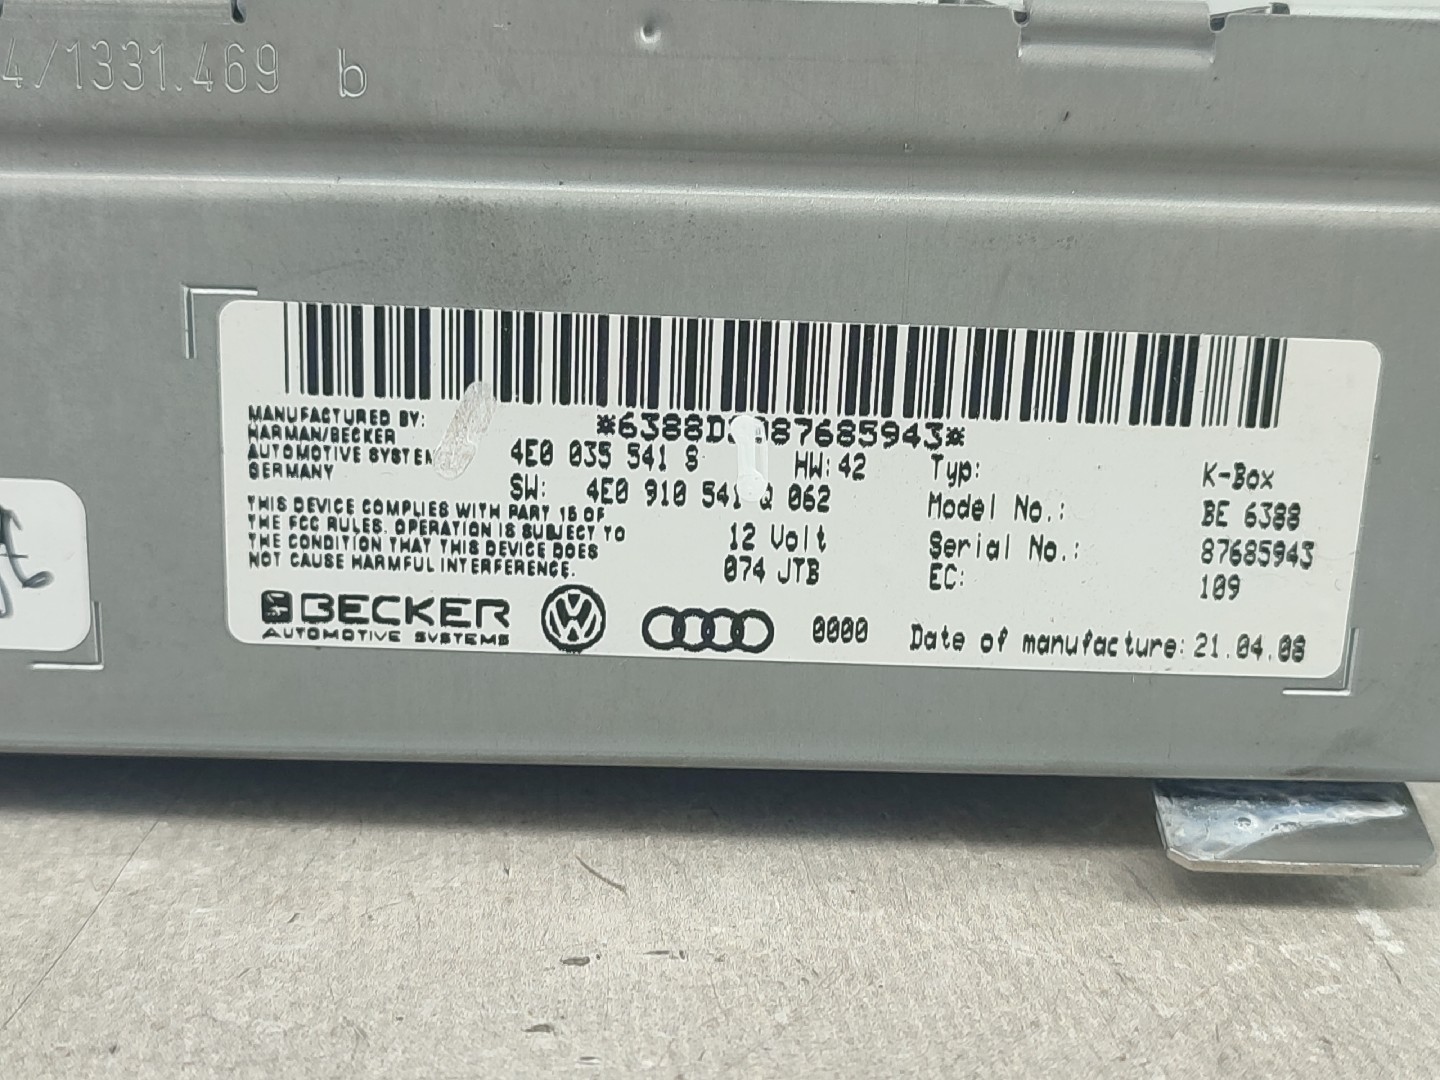 4/1331.469 b
MANUFACTURED BY:
HARMAN/BECKER
AUTOMOTIVE SYSTEM
GERMANY
THIS DEVICE COMPLIES WITH PART 15 OF
THE FCC RULES. OPERATION IS SUBJECT TO
THE CONDITION THAT THIS DEVICE DOES
NOT CAUSE HARMFUL INTERFERENCE.
4E0 035 541 S HW: 42
SW: 4E0 910 541 Q 062
12 Volt
074 JTB
Typ: K-Box
Model No.: BE 6388
Serial No.: 87685943
EC: 109
BECKER
AUTOMOTIVE SYSTEMS
VW
0000
Date of manufacture: 21.04.08